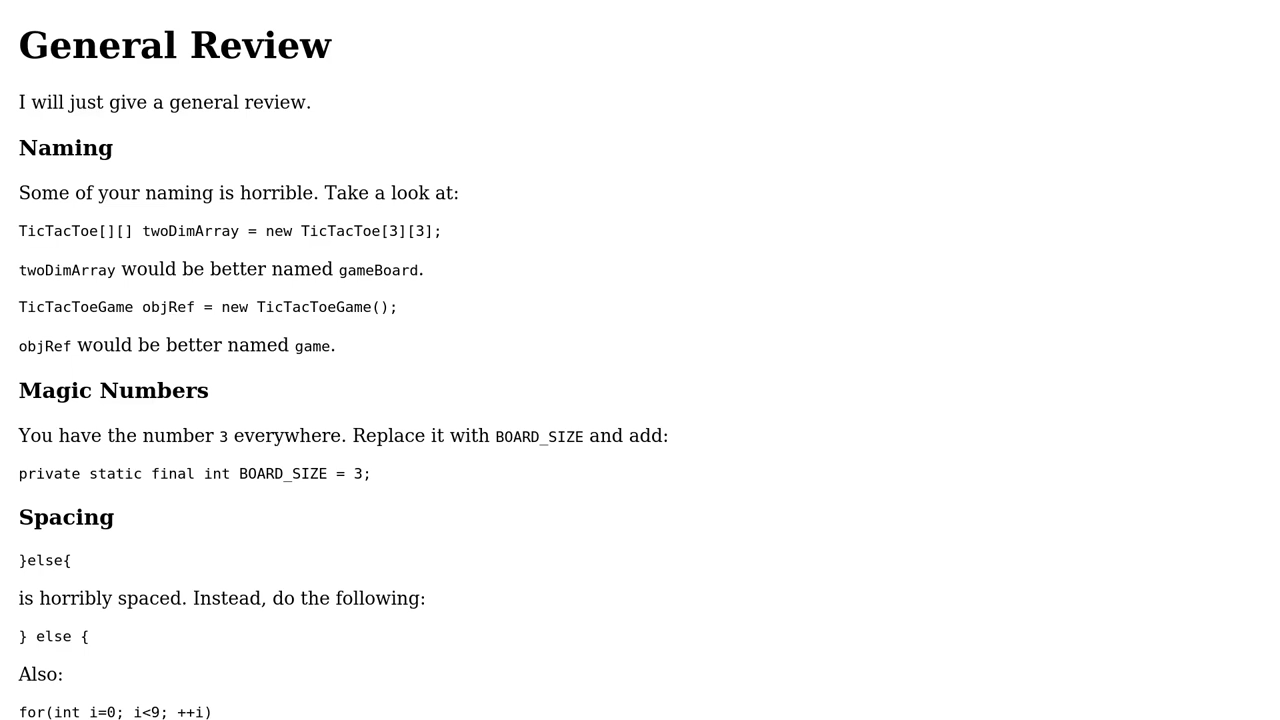 General Review
I will just give a general review.
Naming
Some of your naming is horrible. Take a look at:
TicTacToe[][] twoDimArray = new TicTacToe[3][3];
twoDimArray would be better named gameBoard.
TicTacToeGame objRef = new TicTacToeGame();
objRef would be better named game.
Magic Numbers
You have the number 3 everywhere. Replace it with BOARD_SIZE and add:
private static final int BOARD_SIZE = 3;
Spacing
}else{
is horribly spaced. Instead, do the following:
} else {
Also:
for(int i=0; i<9; ++i)